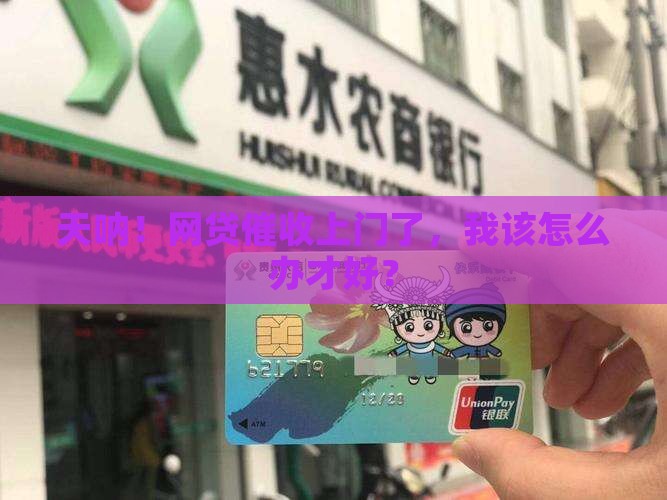 惠水农商银行
HUISHUI RURAL
天呐！网贷催收上门了，我该怎么
办才好？
621779
12/20
ATM
UnionPay
银联